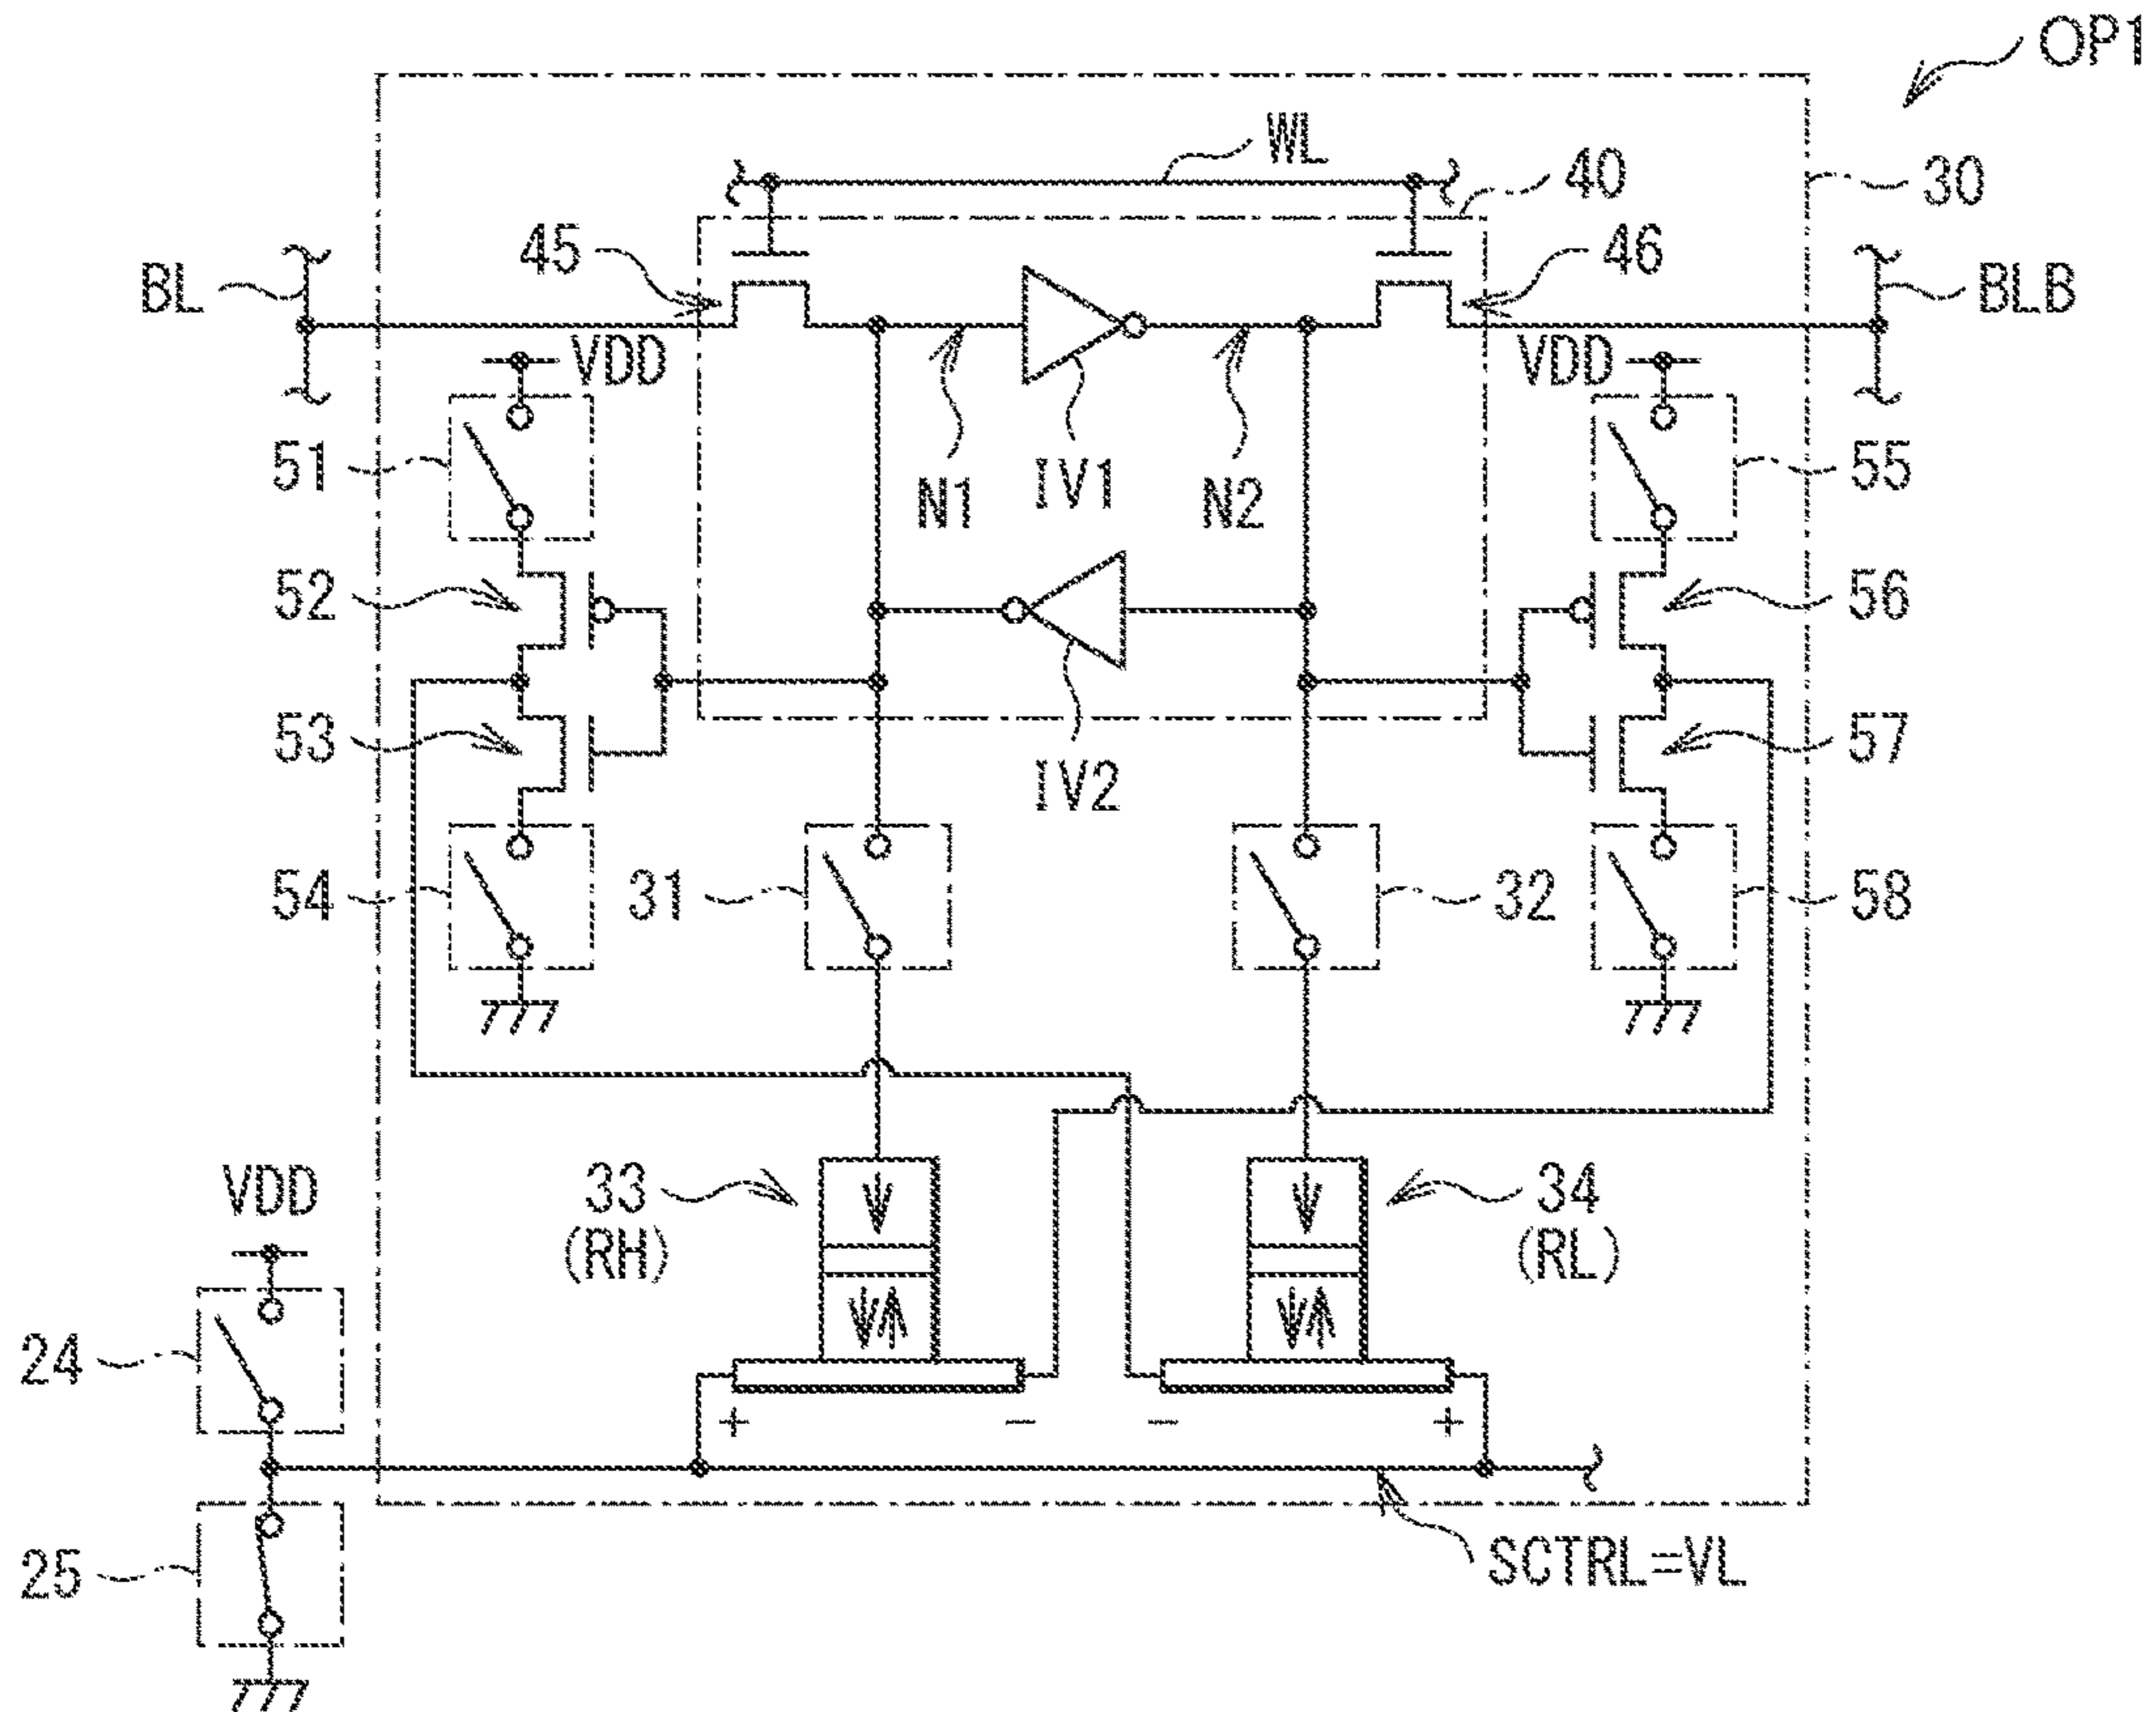 OP1
WL
40
30
45
46
BL
BLB
VDD
VDD
51
N1
IV1
N2
55
52
56
53
IV2
57
54
31
32
58
VDD
33
(RH)
34
(RL)
24
+
−
−
+
25
SCTRL=VL